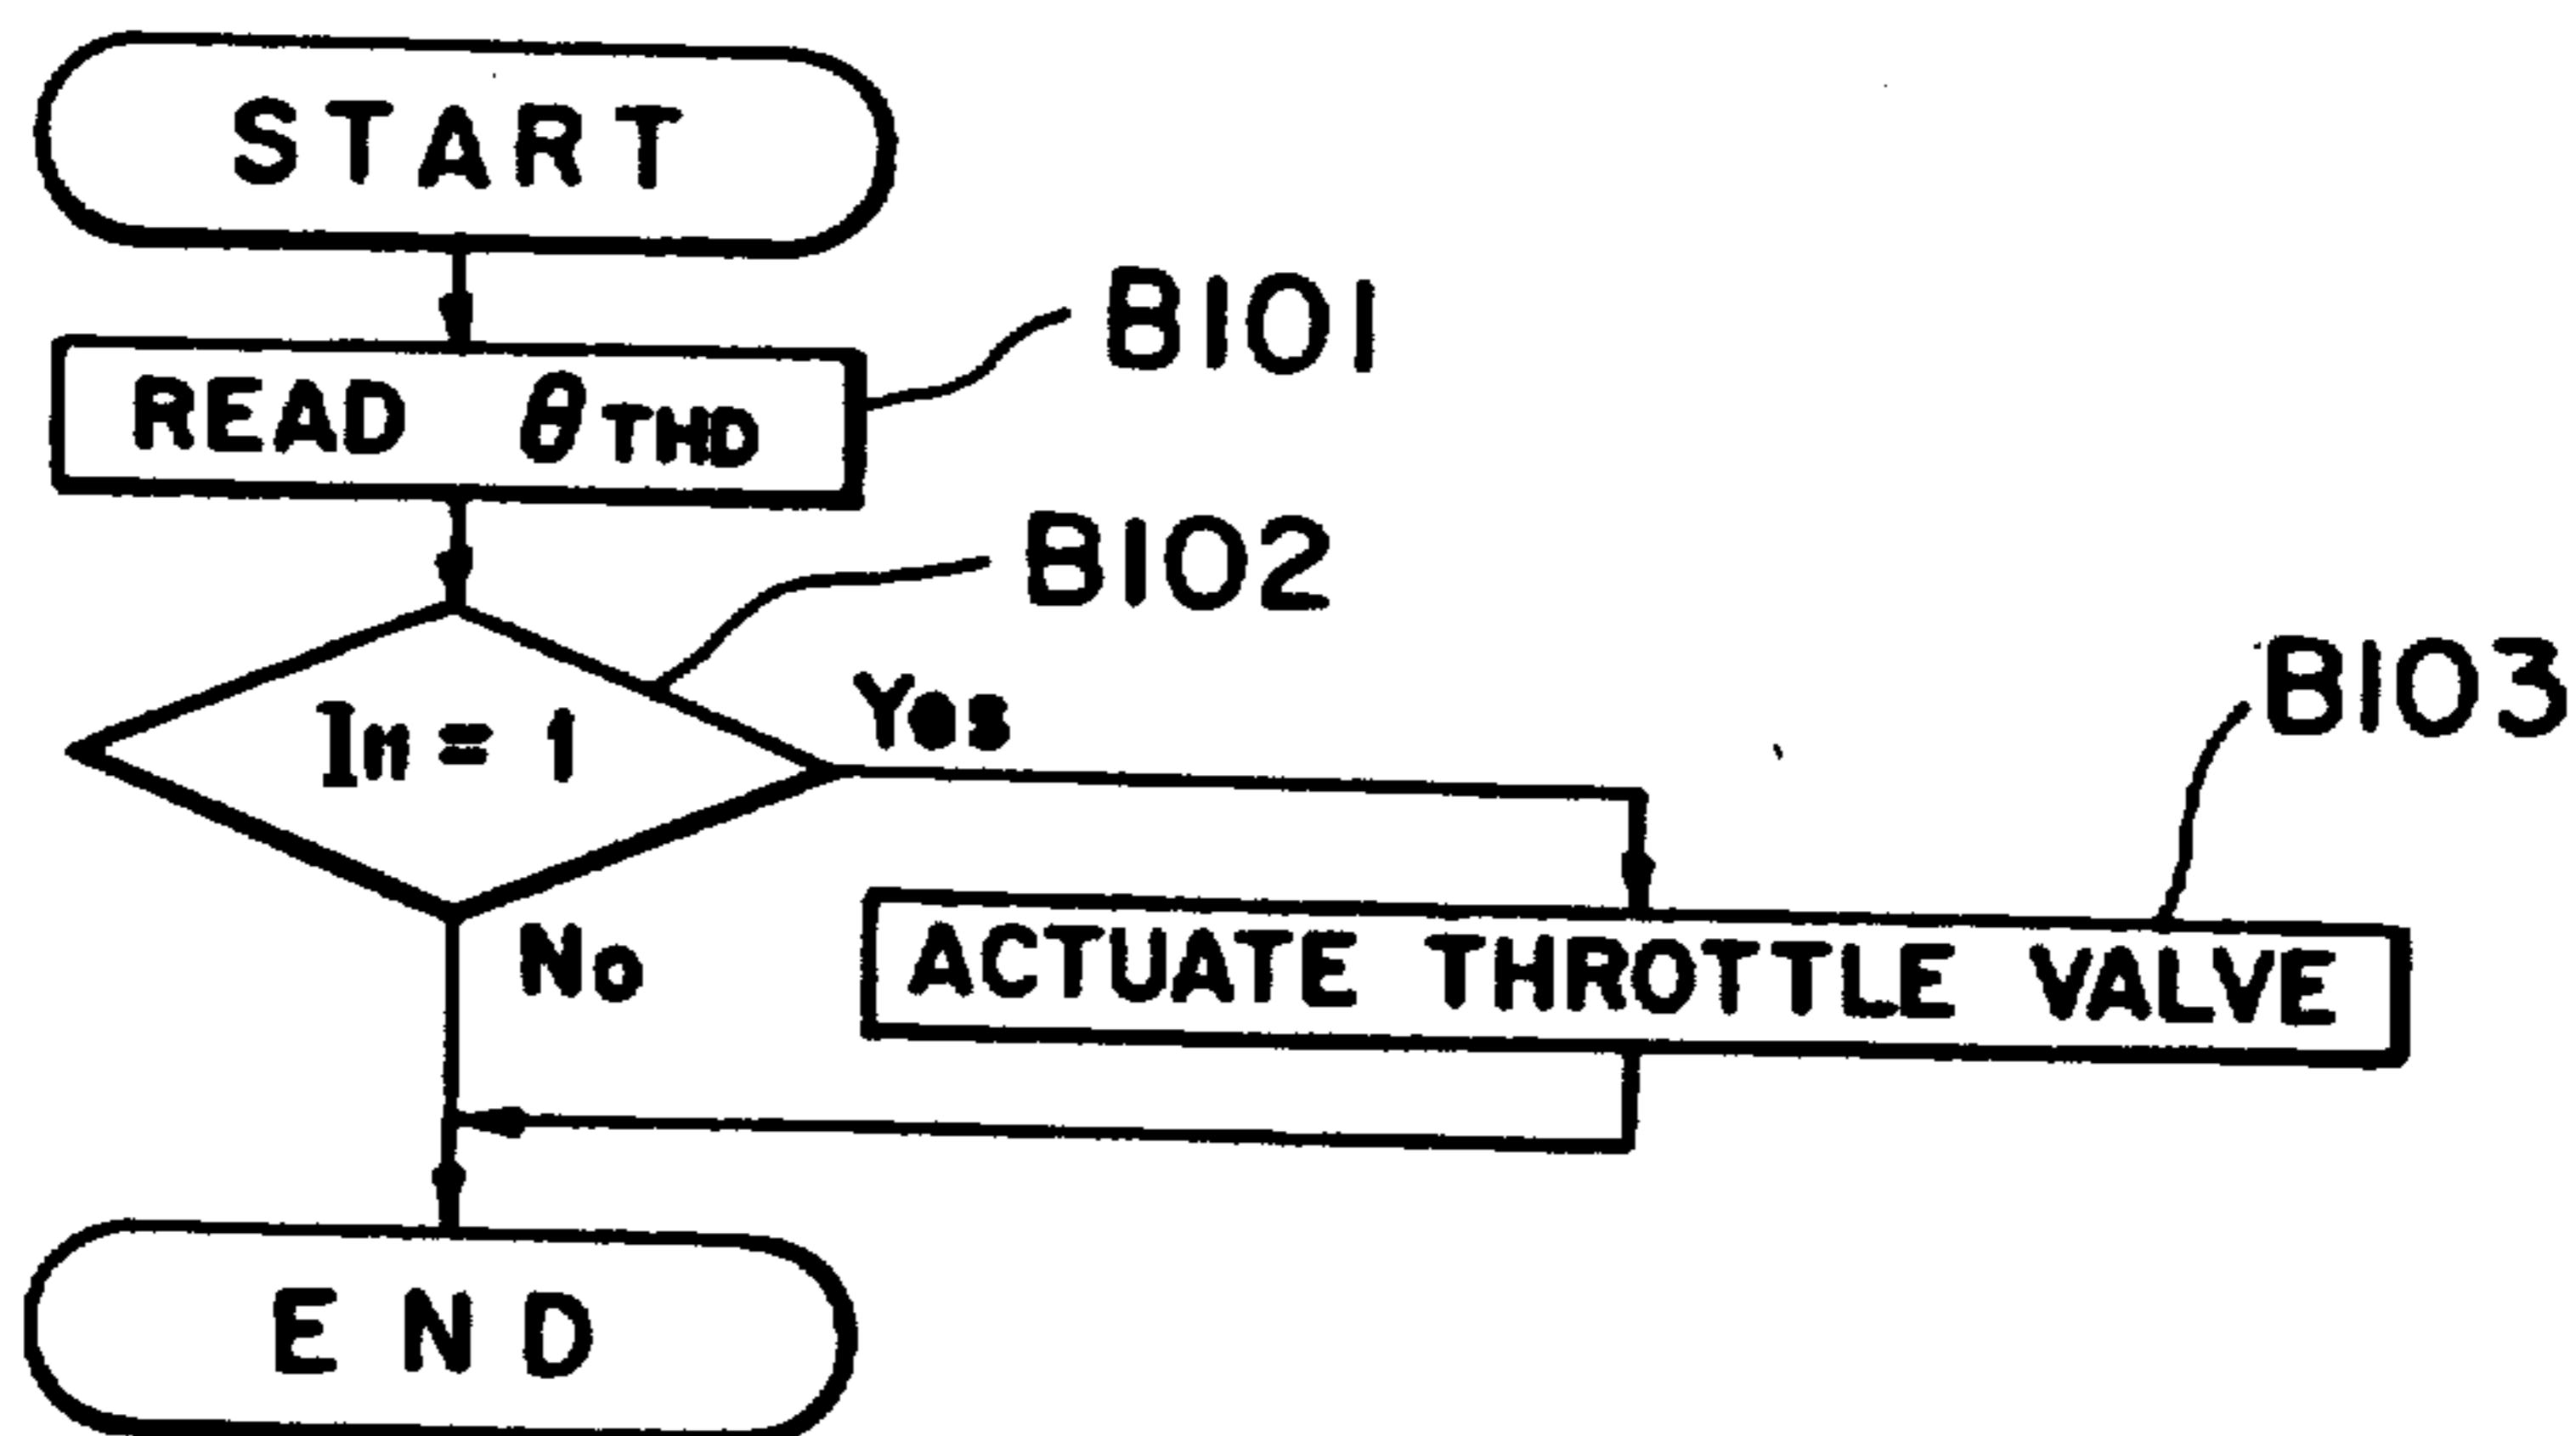 START
B101
READ θTHD
B102
In = 1
Yes
B103
No
ACTUATE THROTTLE VALVE
END